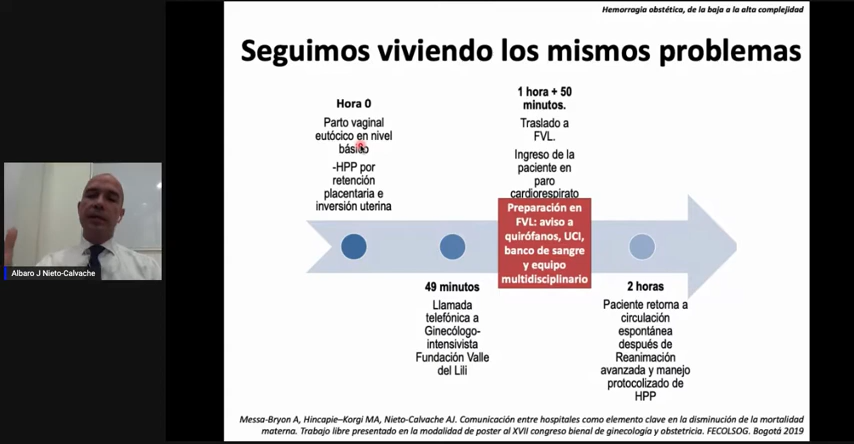 Hemorragia obstétrica, de la baja a la alta complejidad
Seguimos viviendo los mismos problemas
Hora 0
Parto vaginal
eutócico en nivel
básico
-HPP por
retención
placentaria e
inversión uterina
49 minutos
Llamada
telefónica a
Ginecólogo-
intensivista
Fundación Valle
del Lili
1 hora + 50
minutos.
Traslado a
FVL.
Ingreso de la
paciente en
paro
cardiorespirato
Preparación en
FVL: aviso a
quirófanos, UCI,
banco de sangre
y equipo
multidisciplinario
2 horas
Paciente retorna a
circulación
espontánea
después de
Reanimación
avanzada y manejo
protocolizado de
HPP
Albaro J Nieto-Calvache
Messa-Bryon A, Hincapie–Korgi MA, Nieto-Calvache AJ. Comunicación entre hospitales como elemento clave en la disminución de la mortalidad
materna. Trabajo libre presentado en la modalidad de poster al XVII congreso bienal de ginecología y obstetricia. FECOLSOG. Bogotá 2019